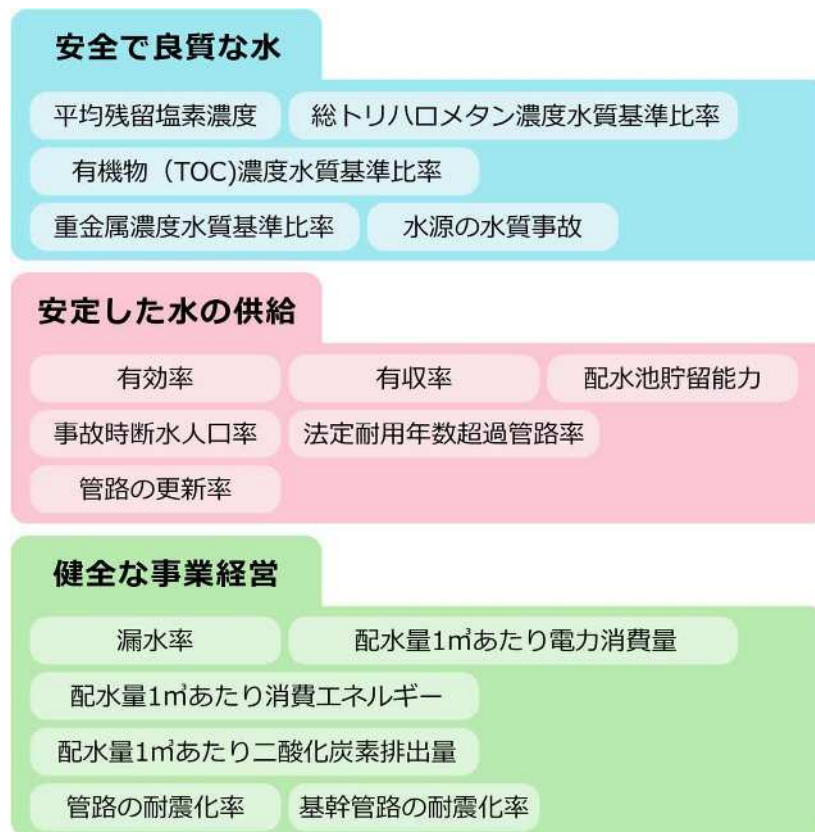 安全で良質な水
平均残留塩素濃度 総トリハロメタン濃度水質基準比率
有機物（TOC)濃度水質基準比率
重金属濃度水質基準比率 水源の水質事故
安定した水の供給
有効率 有収率 配水池貯留能力
事故時断水人口率 法定耐用年数超過管路率
管路の更新率
健全な事業経営
漏水率 配水量1㎥あたり電力消費量
配水量1㎥あたり消費エネルギー
配水量1㎥あたり二酸化炭素排出量
管路の耐震化率 基幹管路の耐震化率